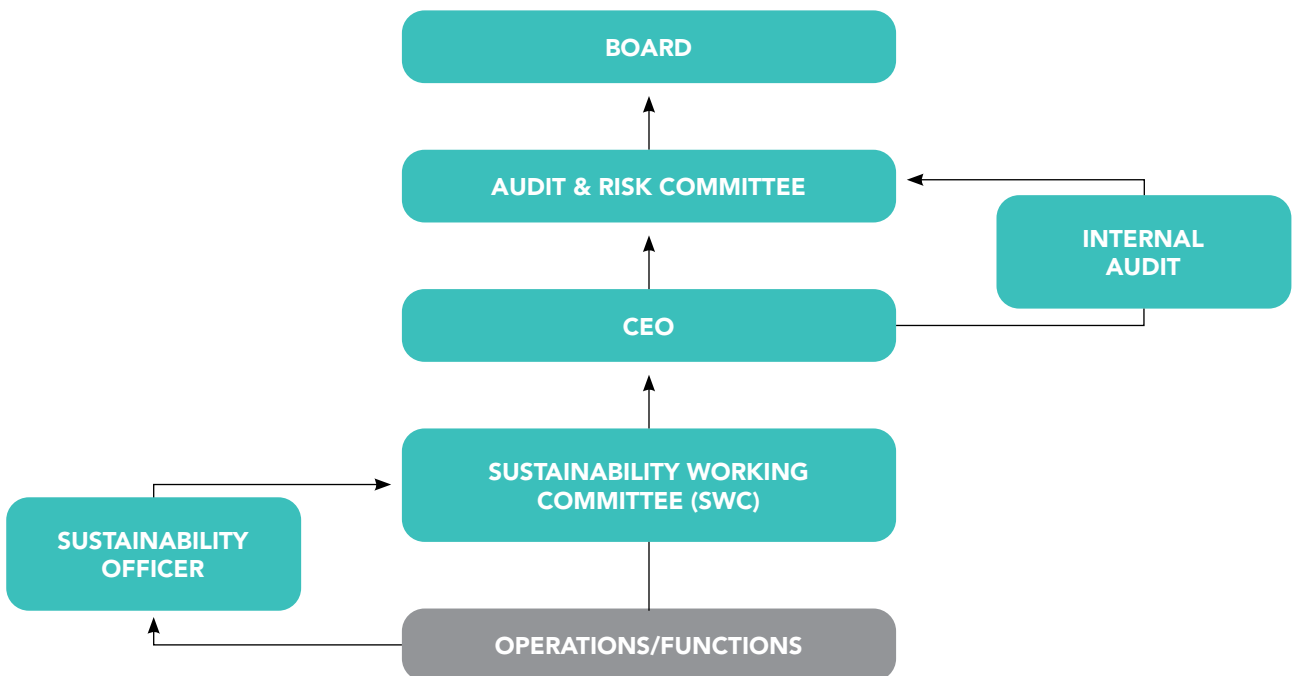 BOARD
AUDIT & RISK COMMITTEE
INTERNAL
AUDIT
CEO
SUSTAINABILITY WORKING
COMMITTEE (SWC)
SUSTAINABILITY
OFFICER
OPERATIONS/FUNCTIONS